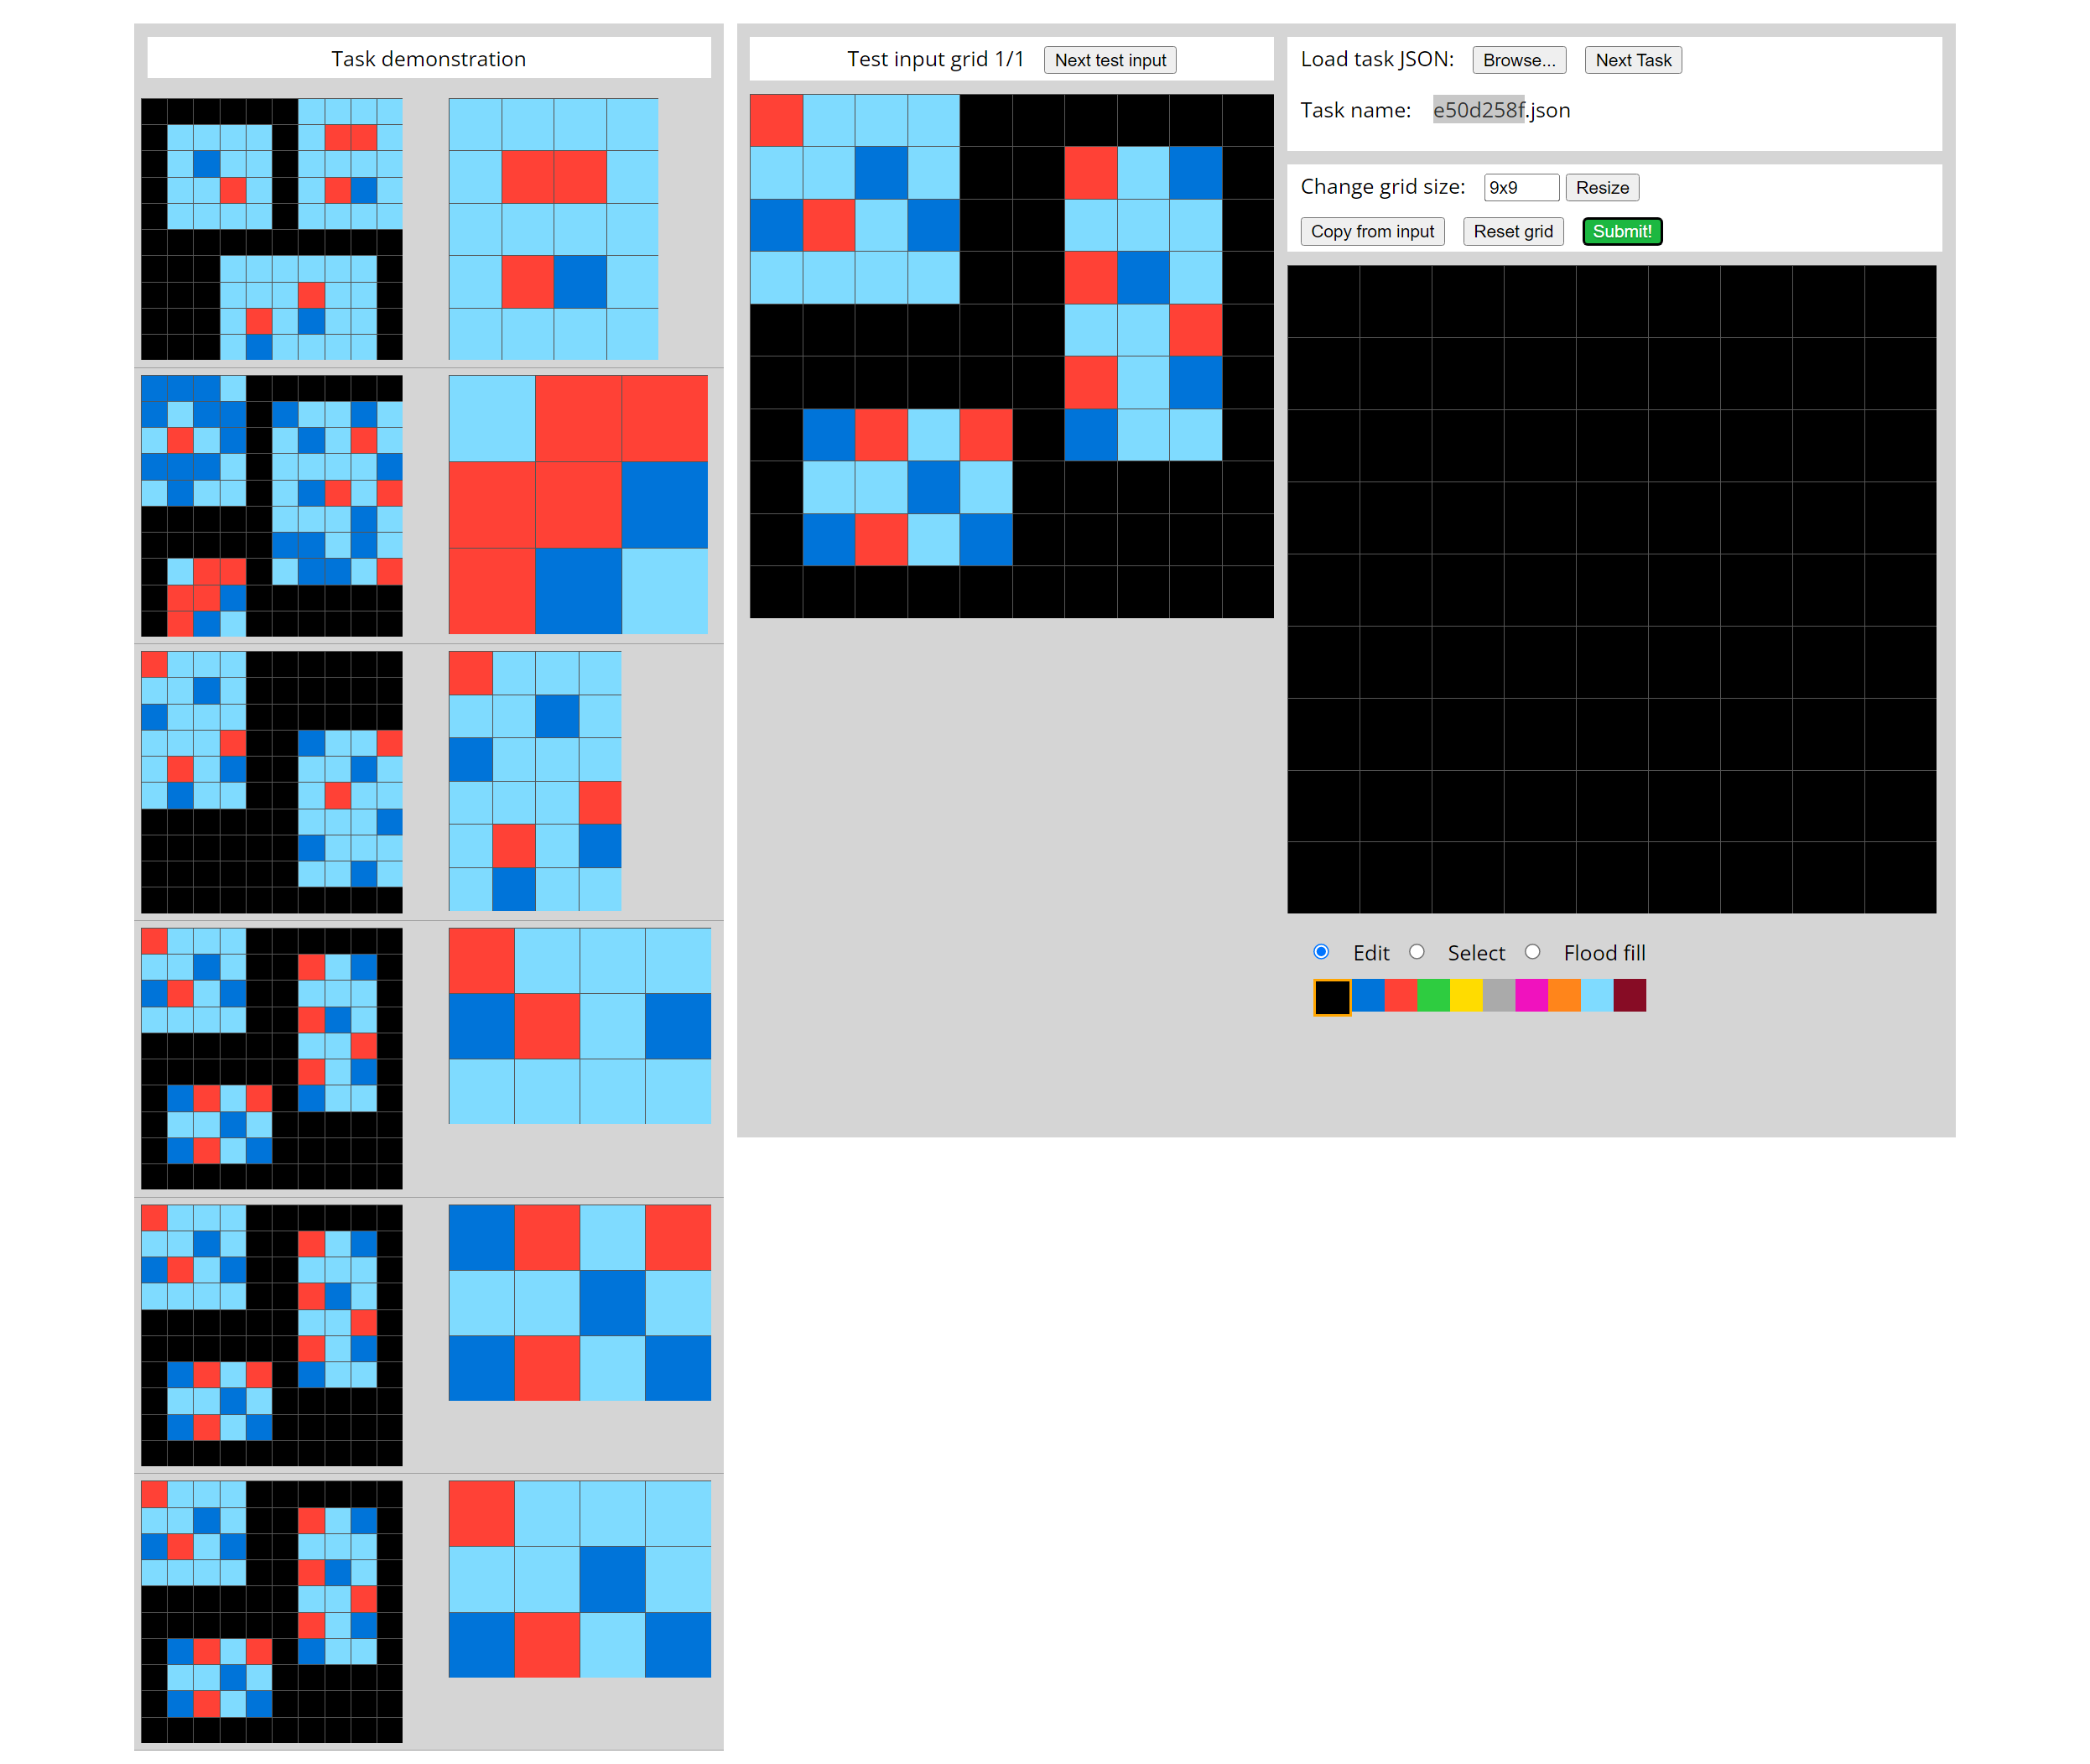 Task demonstration
Test input grid 1/1 Next test input
Load task JSON: Browse... Next Task
Task name: e50d258f.json
Change grid size: 9x9 Resize
Copy from input Reset grid Submit!
Edit Select Flood fill